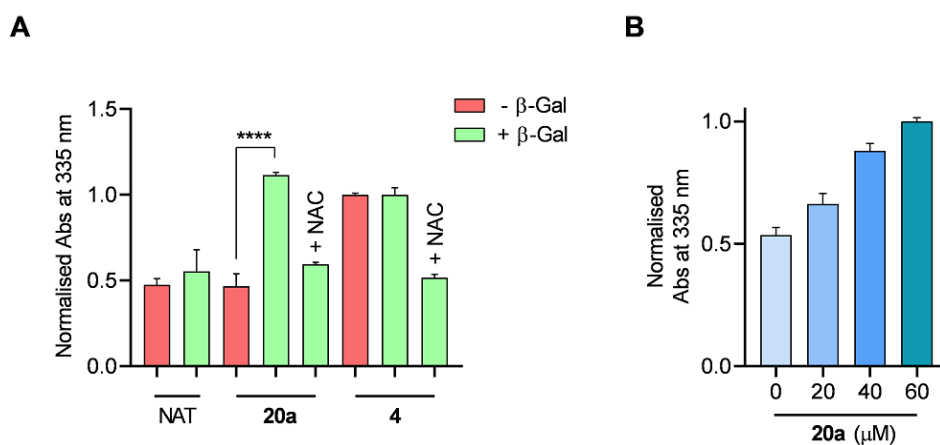 A
B
- β-Gal
+ β-Gal
Normalised Abs at 335 nm
1.5
1.0
0.5
0.0
****
+ NAC
+ NAC
NAT
20a
4
Normalised
Abs at 335 nm
1.0
0.5
0.0
0 20 40 60
20a (μM)